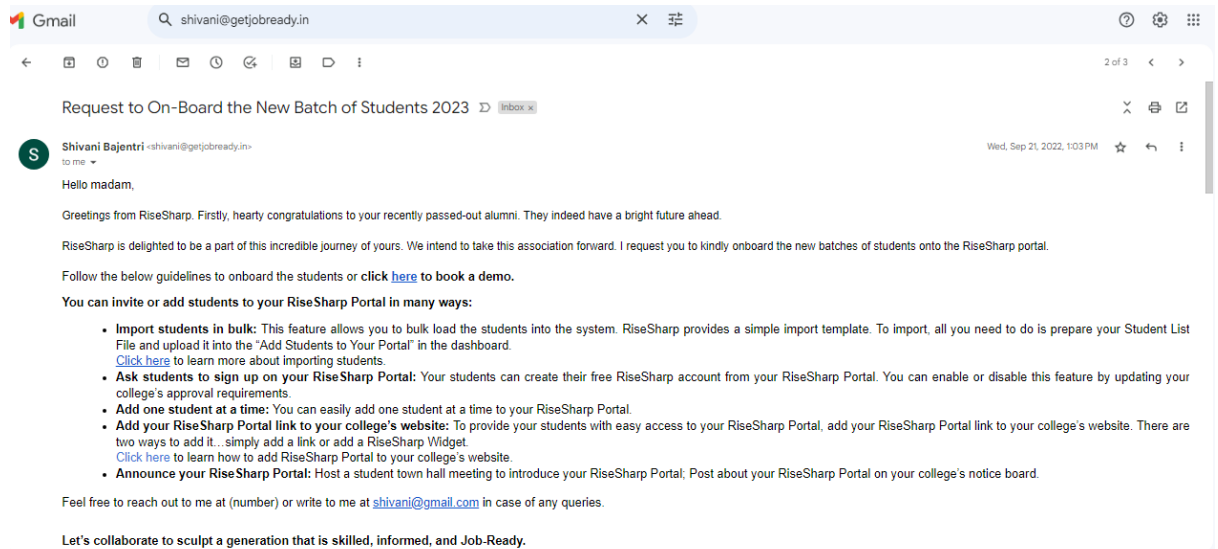 Gmail
shivani@getjobready.in
2 of 3
Request to On-Board the New Batch of Students 2023 Inbox ×
S
Shivani Bajentri <shivani@getjobready.in> Wed, Sep 21, 2022, 1:03 PM
to me
Hello madam,
Greetings from RiseSharp. Firstly, hearty congratulations to your recently passed-out alumni. They indeed have a bright future ahead.
RiseSharp is delighted to be a part of this incredible journey of yours. We intend to take this association forward. I request you to kindly onboard the new batches of students onto the RiseSharp portal.
Follow the below guidelines to onboard the students or click here to book a demo.
You can invite or add students to your RiseSharp Portal in many ways:
• Import students in bulk: This feature allows you to bulk load the students into the system. RiseSharp provides a simple import template. To import, all you need to do is prepare your Student List
File and upload it into the “Add Students to Your Portal” in the dashboard.
Click here to learn more about importing students.
• Ask students to sign up on your RiseSharp Portal: Your students can create their free RiseSharp account from your RiseSharp Portal. You can enable or disable this feature by updating your
college’s approval requirements.
• Add one student at a time: You can easily add one student at a time to your RiseSharp Portal.
• Add your RiseSharp Portal link to your college’s website: To provide your students with easy access to your RiseSharp Portal, add your RiseSharp Portal link to your college’s website. There are
two ways to add it…simply add a link or add a RiseSharp Widget.
Click here to learn how to add RiseSharp Portal to your college’s website.
• Announce your RiseSharp Portal: Host a student town hall meeting to introduce your RiseSharp Portal; Post about your RiseSharp Portal on your college’s notice board.
Feel free to reach out to me at (number) or write to me at shivani@gmail.com in case of any queries.
Let’s collaborate to sculpt a generation that is skilled, informed, and Job-Ready.